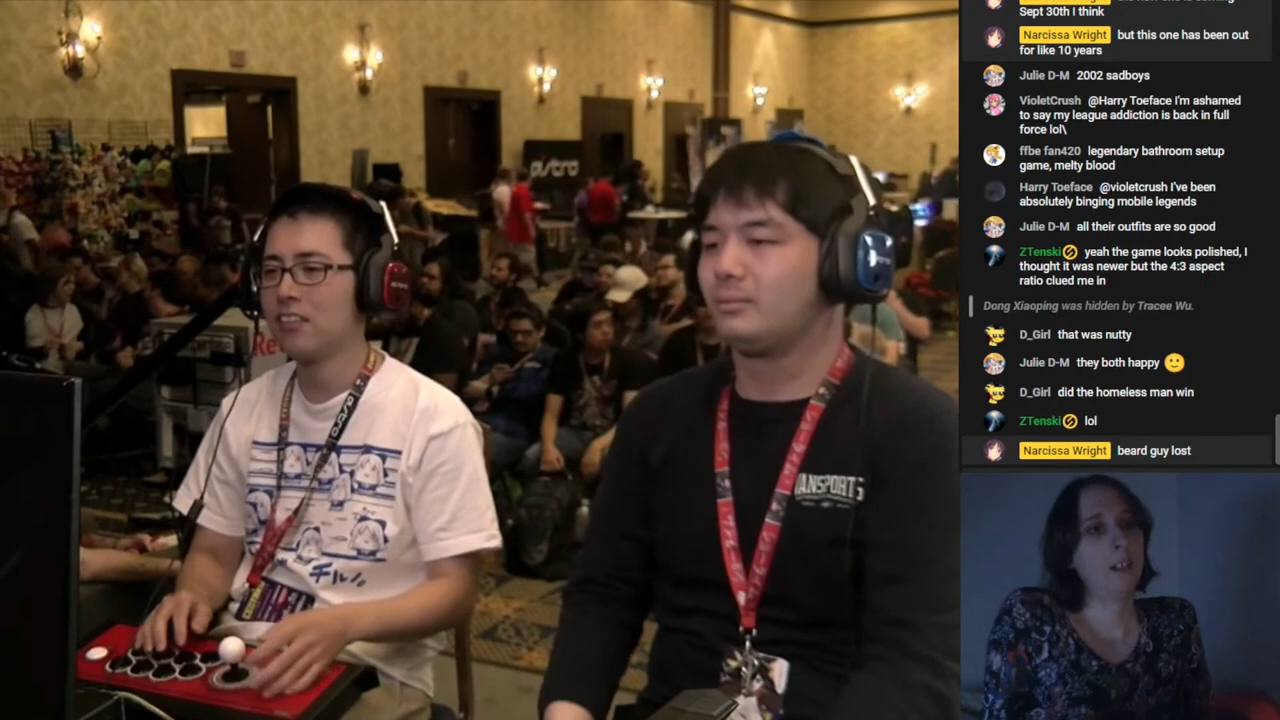 Sept 30th I think
Narcissa Wright but this one has been out
for like 10 years
Julie D-M 2002 sadboys
VioletCrush @Harry Toeface I'm ashamed
to say my league addiction is back in full
force lol\
ffbe fan420 legendary bathroom setup
game, melty blood
Harry Toeface @violetcrush I've been
absolutely binging mobile legends
Julie D-M all their outfits are so good
ZTenski yeah the game looks polished, I
thought it was newer but the 4:3 aspect
ratio clued me in
Dong Xiaoping was hidden by Tracee Wu.
D_Girl that was nutty
Julie D-M they both happy 🙂
D_Girl did the homeless man win
ZTenski lol
Narcissa Wright beard guy lost
astro
ASTRO
チルノ
ANSPORTS